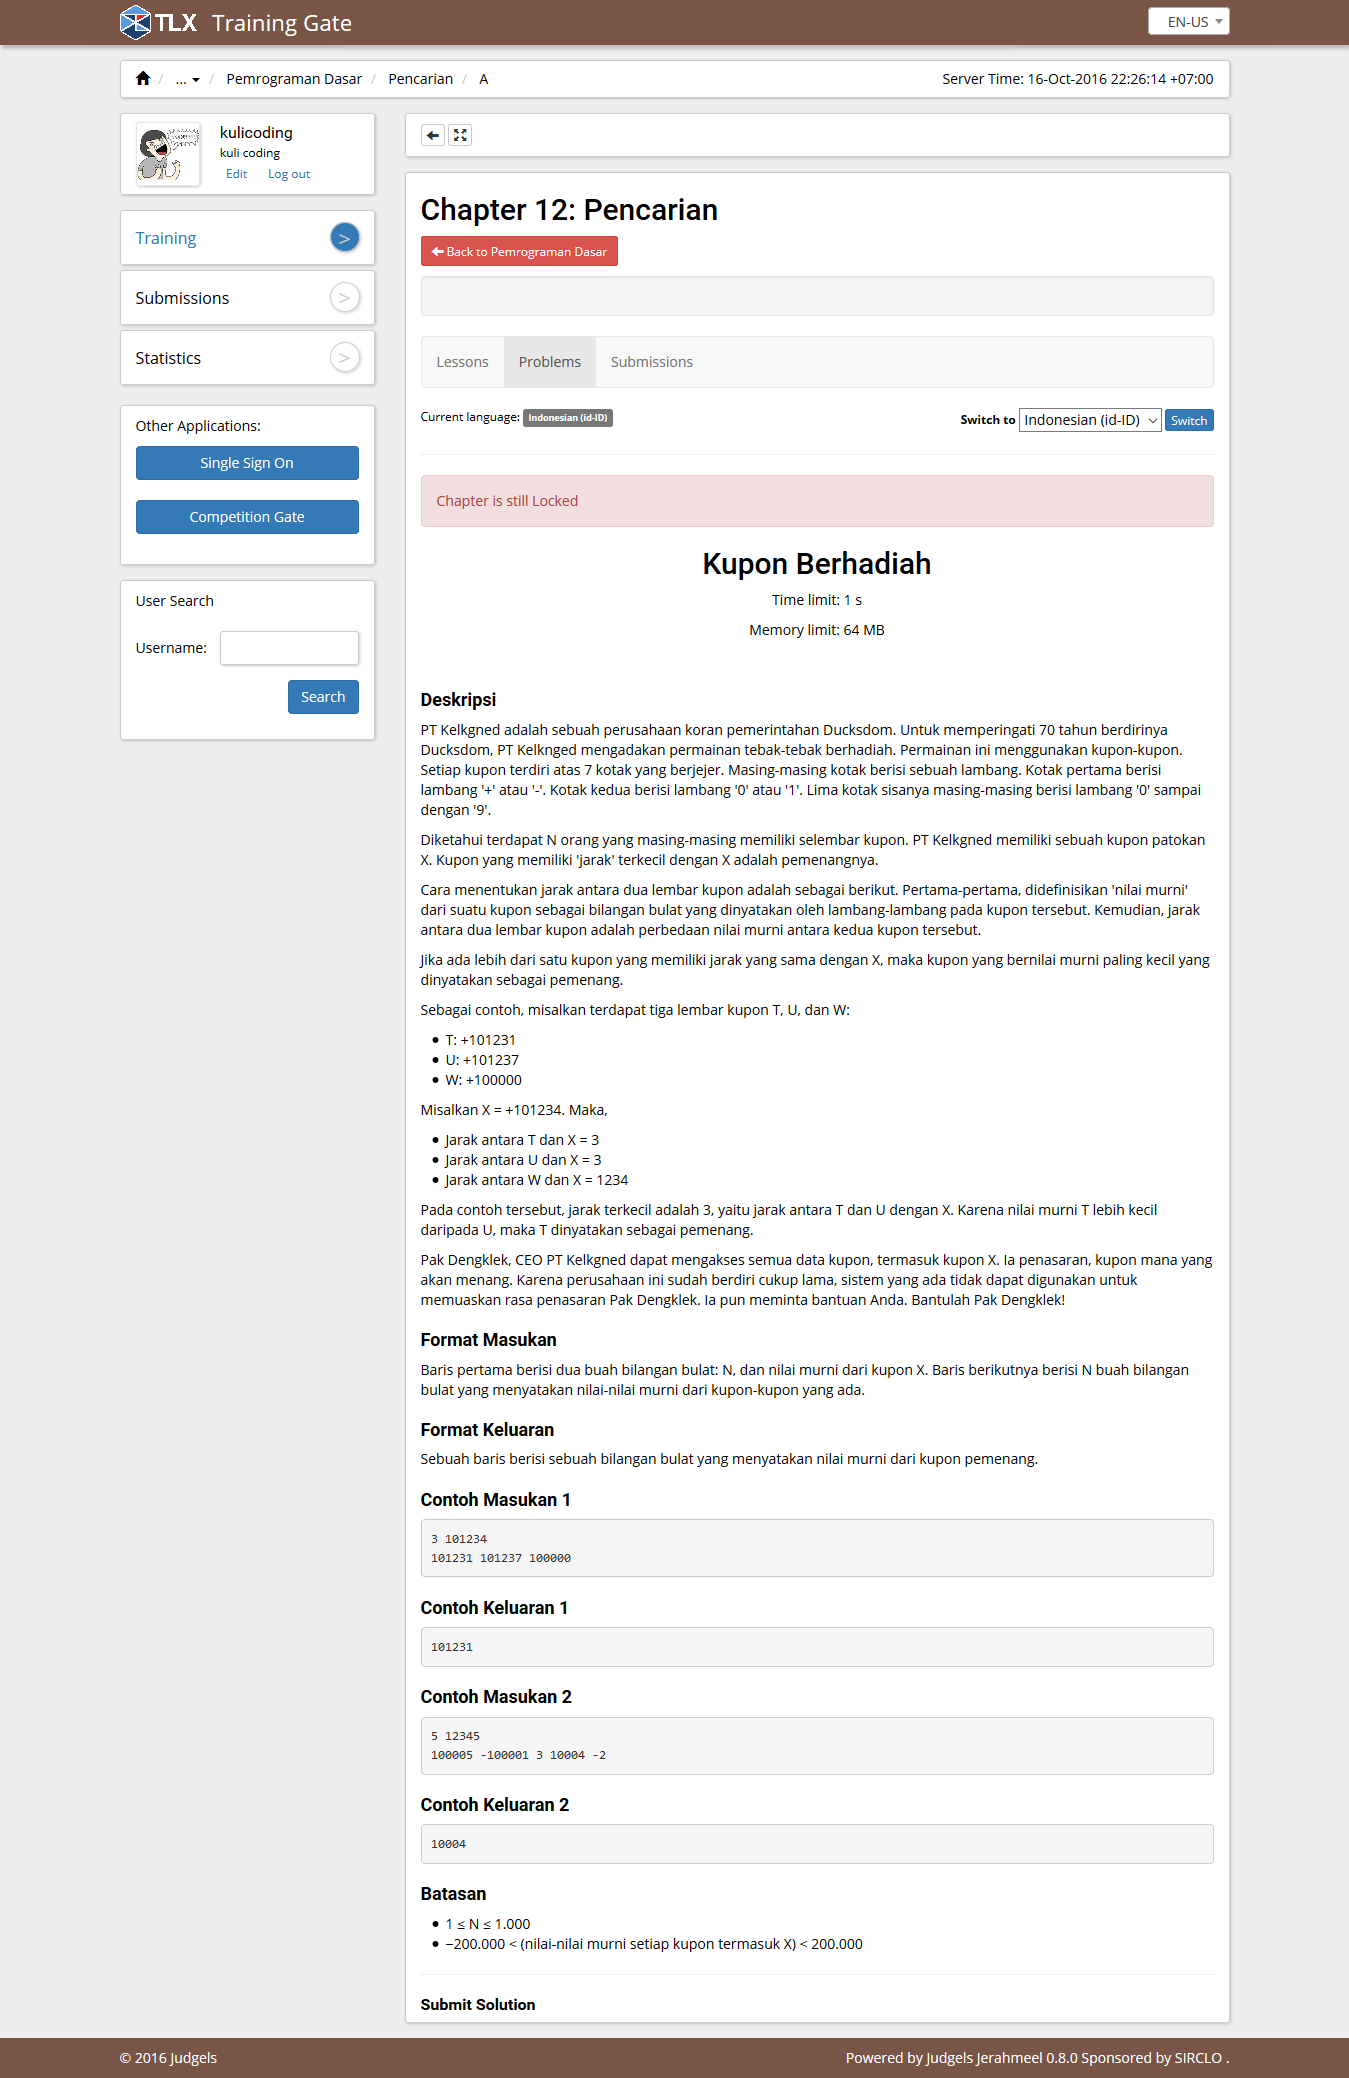 TLX Training Gate
EN-US
... Pemrograman Dasar / Pencarian / A
Server Time: 16-Oct-2016 22:26:14 +07:00
kulicoding
kuli coding
Edit Log out
Training >
Submissions >
Statistics >
Other Applications:
Single Sign On
Competition Gate
User Search
Username:
Search
Chapter 12: Pencarian
Back to Pemrograman Dasar
Lessons Problems Submissions
Current language: Indonesian (id-ID)
Switch to Indonesian (id-ID) Switch
Chapter is still Locked
Kupon Berhadiah
Time limit: 1 s
Memory limit: 64 MB
Deskripsi
PT Kelkgned adalah sebuah perusahaan koran pemerintahan Ducksdom. Untuk memperingati 70 tahun berdirinya
Ducksdom, PT Kelknged mengadakan permainan tebak-tebak berhadiah. Permainan ini menggunakan kupon-kupon.
Setiap kupon terdiri atas 7 kotak yang berjejer. Masing-masing kotak berisi sebuah lambang. Kotak pertama berisi
lambang '+' atau '-'. Kotak kedua berisi lambang '0' atau '1'. Lima kotak sisanya masing-masing berisi lambang '0' sampai
dengan '9'.
Diketahui terdapat N orang yang masing-masing memiliki selembar kupon. PT Kelkgned memiliki sebuah kupon patokan
X. Kupon yang memiliki 'jarak' terkecil dengan X adalah pemenangnya.
Cara menentukan jarak antara dua lembar kupon adalah sebagai berikut. Pertama-pertama, didefinisikan 'nilai murni'
dari suatu kupon sebagai bilangan bulat yang dinyatakan oleh lambang-lambang pada kupon tersebut. Kemudian, jarak
antara dua lembar kupon adalah perbedaan nilai murni antara kedua kupon tersebut.
Jika ada lebih dari satu kupon yang memiliki jarak yang sama dengan X, maka kupon yang bernilai murni paling kecil yang
dinyatakan sebagai pemenang.
Sebagai contoh, misalkan terdapat tiga lembar kupon T, U, dan W:
● T: +101231
● U: +101237
● W: +100000
Misalkan X = +101234. Maka,
● Jarak antara T dan X = 3
● Jarak antara U dan X = 3
● Jarak antara W dan X = 1234
Pada contoh tersebut, jarak terkecil adalah 3, yaitu jarak antara T dan U dengan X. Karena nilai murni T lebih kecil
daripada U, maka T dinyatakan sebagai pemenang.
Pak Dengklek, CEO PT Kelkgned dapat mengakses semua data kupon, termasuk kupon X. Ia penasaran, kupon mana yang
akan menang. Karena perusahaan ini sudah berdiri cukup lama, sistem yang ada tidak dapat digunakan untuk
memuaskan rasa penasaran Pak Dengklek. Ia pun meminta bantuan Anda. Bantulah Pak Dengklek!
Format Masukan
Baris pertama berisi dua buah bilangan bulat: N, dan nilai murni dari kupon X. Baris berikutnya berisi N buah bilangan
bulat yang menyatakan nilai-nilai murni dari kupon-kupon yang ada.
Format Keluaran
Sebuah baris berisi sebuah bilangan bulat yang menyatakan nilai murni dari kupon pemenang.
Contoh Masukan 1
3 101234
101231 101237 100000
Contoh Keluaran 1
101231
Contoh Masukan 2
5 12345
100005 -100001 3 10004 -2
Contoh Keluaran 2
10004
Batasan
● 1 ≤ N ≤ 1.000
● −200.000 < (nilai-nilai murni setiap kupon termasuk X) < 200.000
Submit Solution
© 2016 Judgels
Powered by Judgels Jerahmeel 0.8.0 Sponsored by SIRCLO .